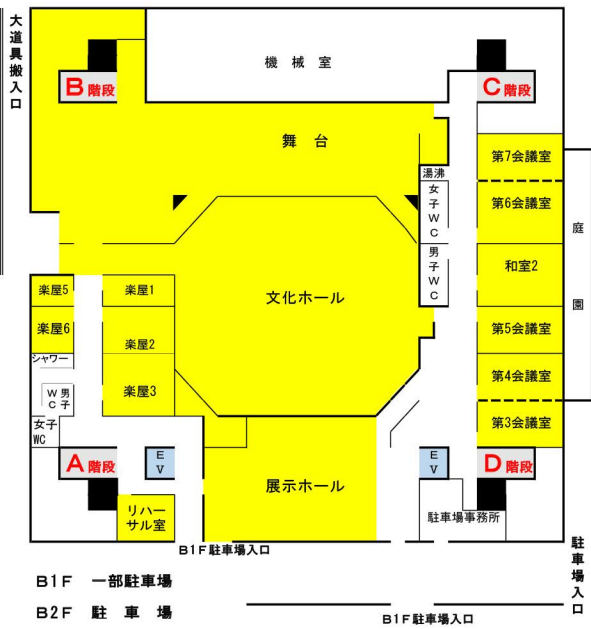 大道具搬入口
機械室
B階段
C階段
舞台
第7会議室
湯沸
女子WC
第6会議室
庭園
男子WC
和室2
文化ホール
楽屋5
楽屋1
楽屋6
楽屋2
第5会議室
シャワー
男子WC
楽屋3
第4会議室
女子WC
第3会議室
A階段
EV
EV
D階段
展示ホール
リハーサル室
駐車場事務所
B1F駐車場入口
駐車場入口
B1F 一部駐車場
B2F 駐車場
B1F駐車場入口